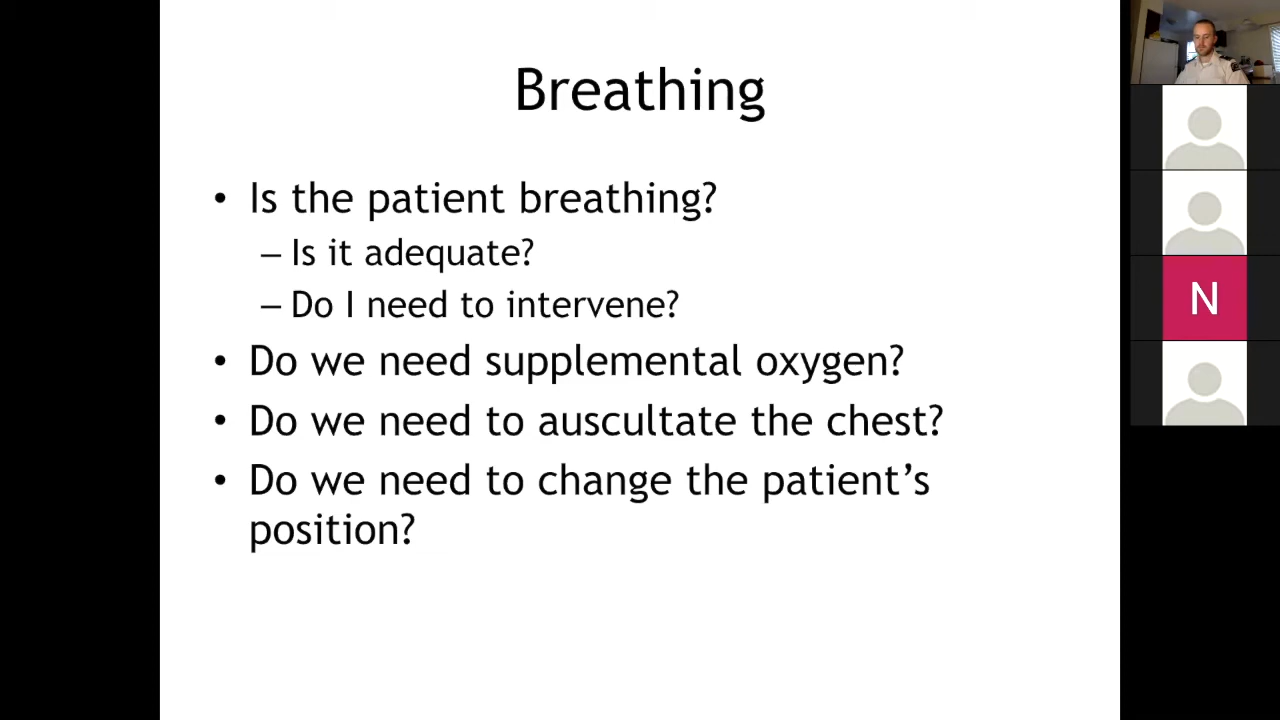 Breathing
• Is the patient breathing?
– Is it adequate?
– Do I need to intervene?
• Do we need supplemental oxygen?
• Do we need to auscultate the chest?
• Do we need to change the patient’s
position?
N